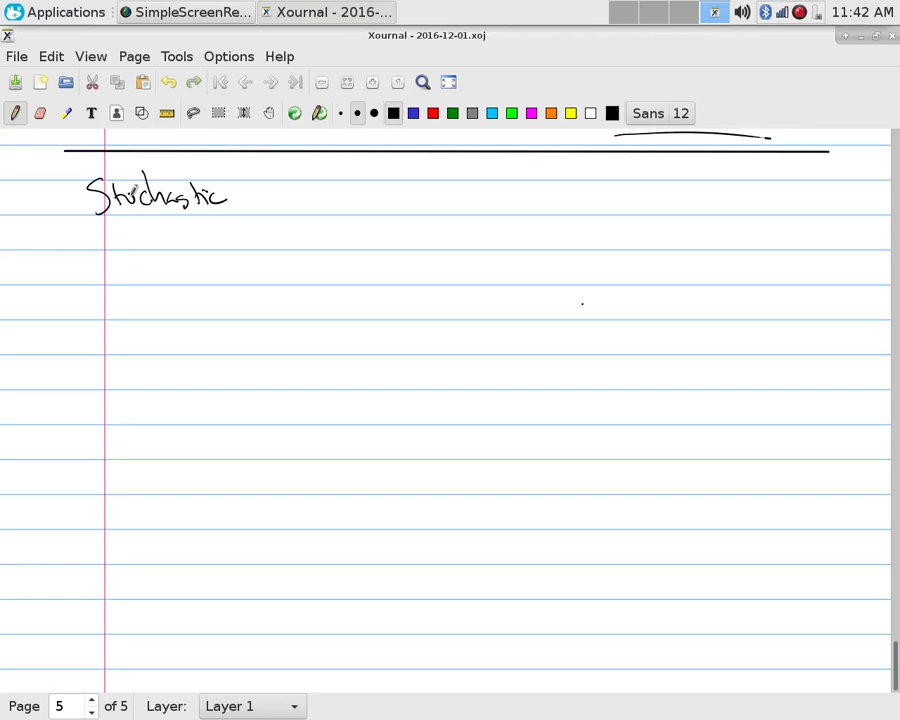 Applications SimpleScreenRe... Xournal - 2016-... 11:42 AM
Xournal - 2016-12-01.xoj
File Edit View Page Tools Options Help
Sans 12
Stochastic
Page 5 of 5 Layer: Layer 1